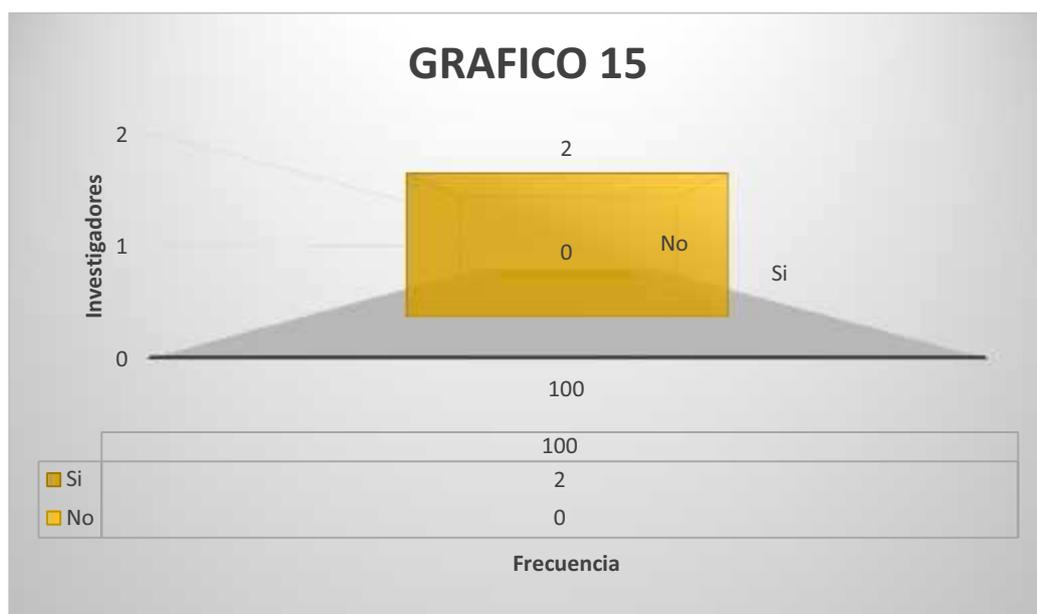 GRAFICO 15
2
2
Investigadores
1
0
No
Si
0
100
100
Si 2
No 0
Frecuencia